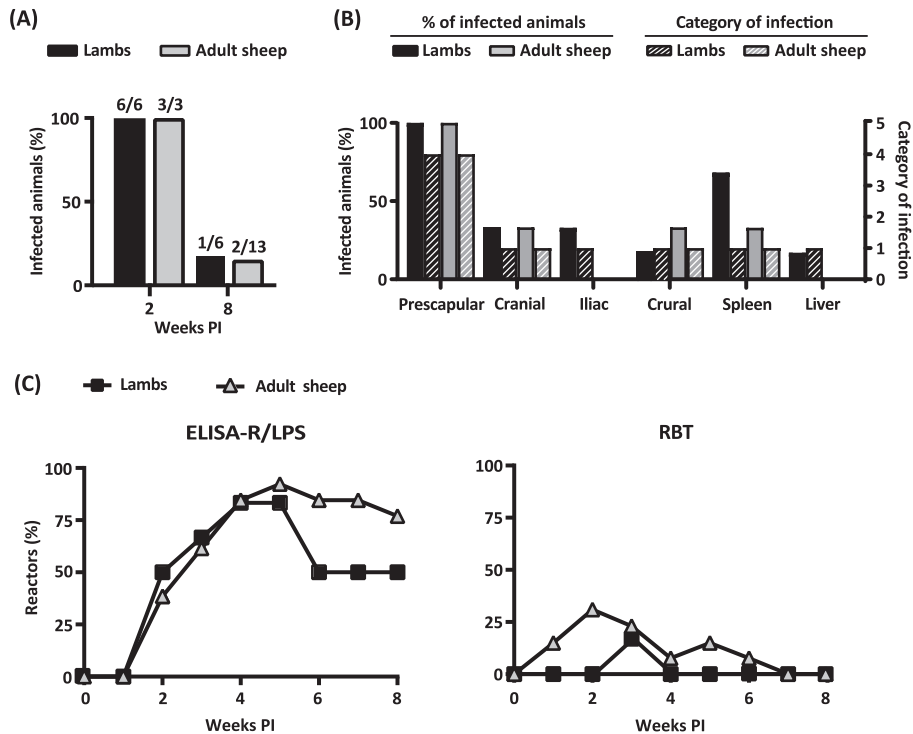 (A)
Lambs Adult sheep
Infected animals (%)
100
50
0
6/6 3/3
1/6 2/13
2 8
Weeks PI
(B)
% of infected animals Category of infection
Lambs Adult sheep Lambs Adult sheep
Infected animals (%)
100
50
0
5
4
3
2
1
0
Category of infection
Prescapular Cranial Iliac Crural Spleen Liver
(C)
Lambs Adult sheep
ELISA-R/LPS
Reactors (%)
100
75
50
25
0
0 2 4 6 8
Weeks PI
RBT
100
75
50
25
0
0 2 4 6 8
Weeks PI